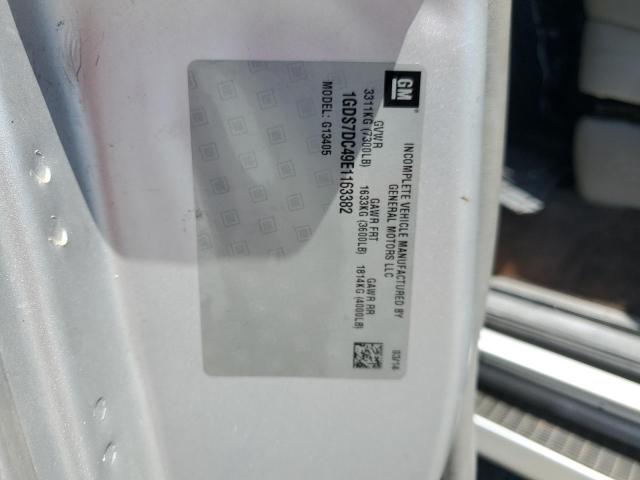 GM
INCOMPLETE VEHICLE MANUFACTURED BY
GENERAL MOTORS LLC
03/14
GVWR GAWR FRT GAWR RR
3311KG (7300LB) 1633KG (3600LB) 1814KG (4000LB)
1GDS7DC49E1163382
MODEL: G13405